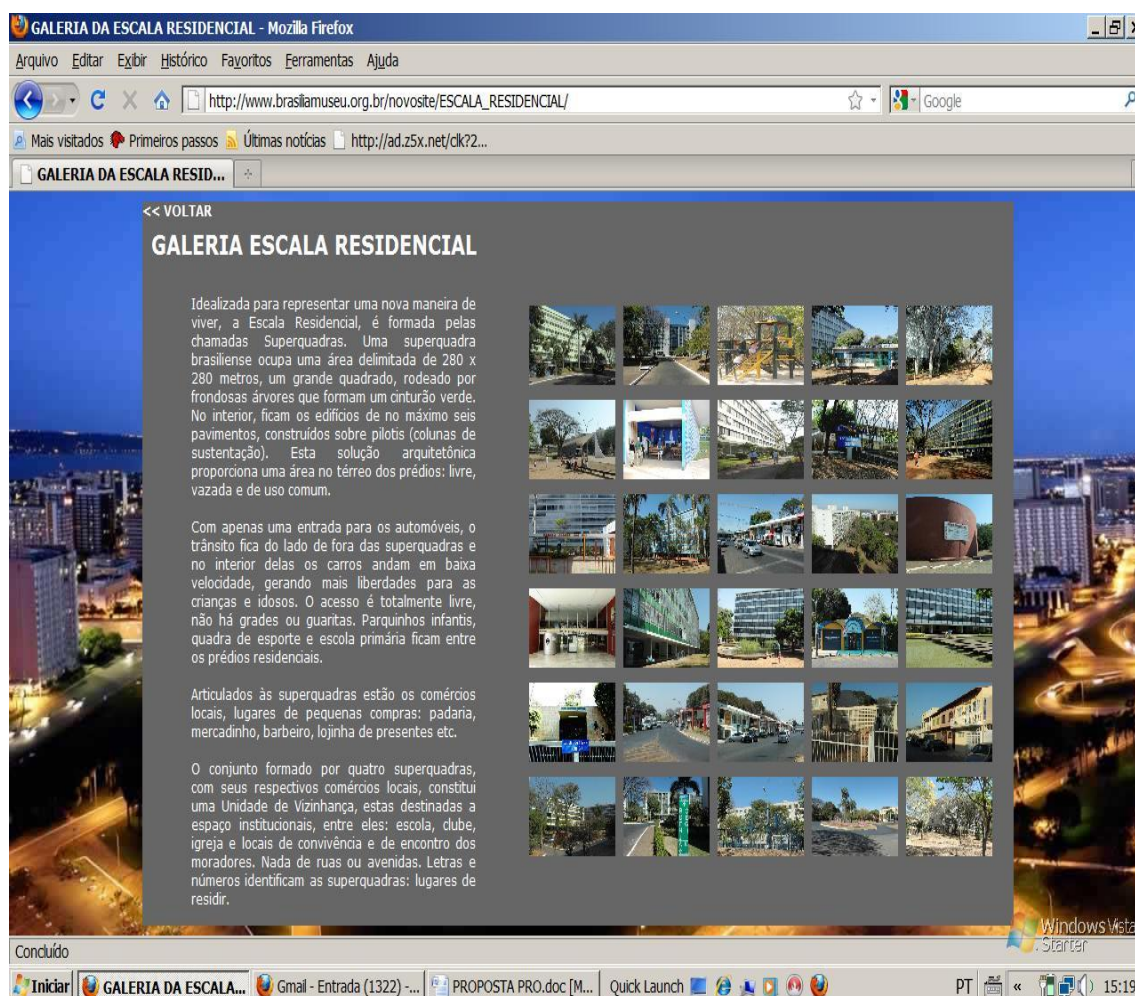 GALERIA DA ESCALA RESIDENCIAL - Mozilla Firefox
Arquivo Editar Exibir Histórico Favoritos Ferramentas Ajuda
http://www.brasiliamuseu.org.br/novosite/ESCALA_RESIDENCIAL/
Google
Mais visitados Primeiros passos Últimas notícias http://ad.z5x.net/clk?2...
GALERIA DA ESCALA RESID...
<< VOLTAR
GALERIA ESCALA RESIDENCIAL
Idealizada para representar uma nova maneira de
viver, a Escala Residencial, é formada pelas
chamadas Superquadras. Uma superquadra
brasiliense ocupa uma área delimitada de 280 x
280 metros, um grande quadrado, rodeado por
frondosas árvores que formam um cinturão verde.
No interior, ficam os edifícios de no máximo seis
pavimentos, construídos sobre pilotis (colunas de
sustentação). Esta solução arquitetônica
proporciona uma área no térreo dos prédios: livre,
vazada e de uso comum.
Com apenas uma entrada para os automóveis, o
trânsito fica do lado de fora das superquadras e
no interior delas os carros andam em baixa
velocidade, gerando mais liberdades para as
crianças e idosos. O acesso é totalmente livre,
não há grades ou guaritas. Parquinhos infantis,
quadra de esporte e escola primária ficam entre
os prédios residenciais.
Articulados às superquadras estão os comércios
locais, lugares de pequenas compras: padaria,
mercadinho, barbeiro, lojinha de presentes etc.
O conjunto formado por quatro superquadras,
com seus respectivos comércios locais, constitui
uma Unidade de Vizinhança, estas destinadas a
espaço institucionais, entre eles: escola, clube,
igreja e locais de convivência e de encontro dos
moradores. Nada de ruas ou avenidas. Letras e
números identificam as superquadras: lugares de
residir.
Windows Vista
Starter
Concluído
Iniciar GALERIA DA ESCALA... Gmail - Entrada (1322) -... PROPOSTA PRO.doc [M... Quick Launch PT « 15:19